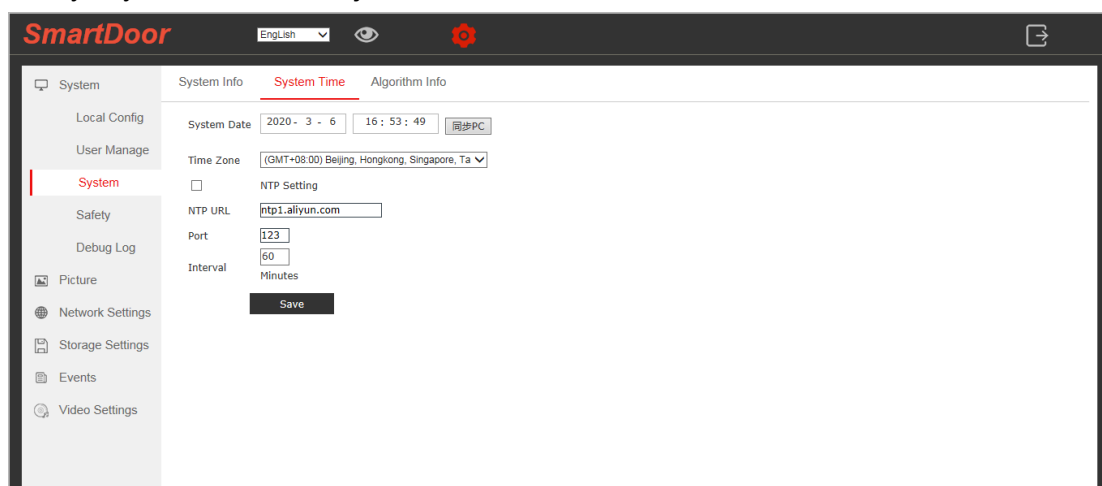 SmartDoor EngLish
System
System Info System Time Algorithm Info
Local Config
System Date 2020- 3 - 6 16: 53: 49 同步PC
User Manage
Time Zone (GMT+08:00) Beijing, Hongkong, Singapore, Ta
System
NTP Setting
NTP URL ntp1.aliyun.com
Safety
Port 123
Debug Log
Interval 60
Minutes
Picture
Save
Network Settings
Storage Settings
Events
Video Settings